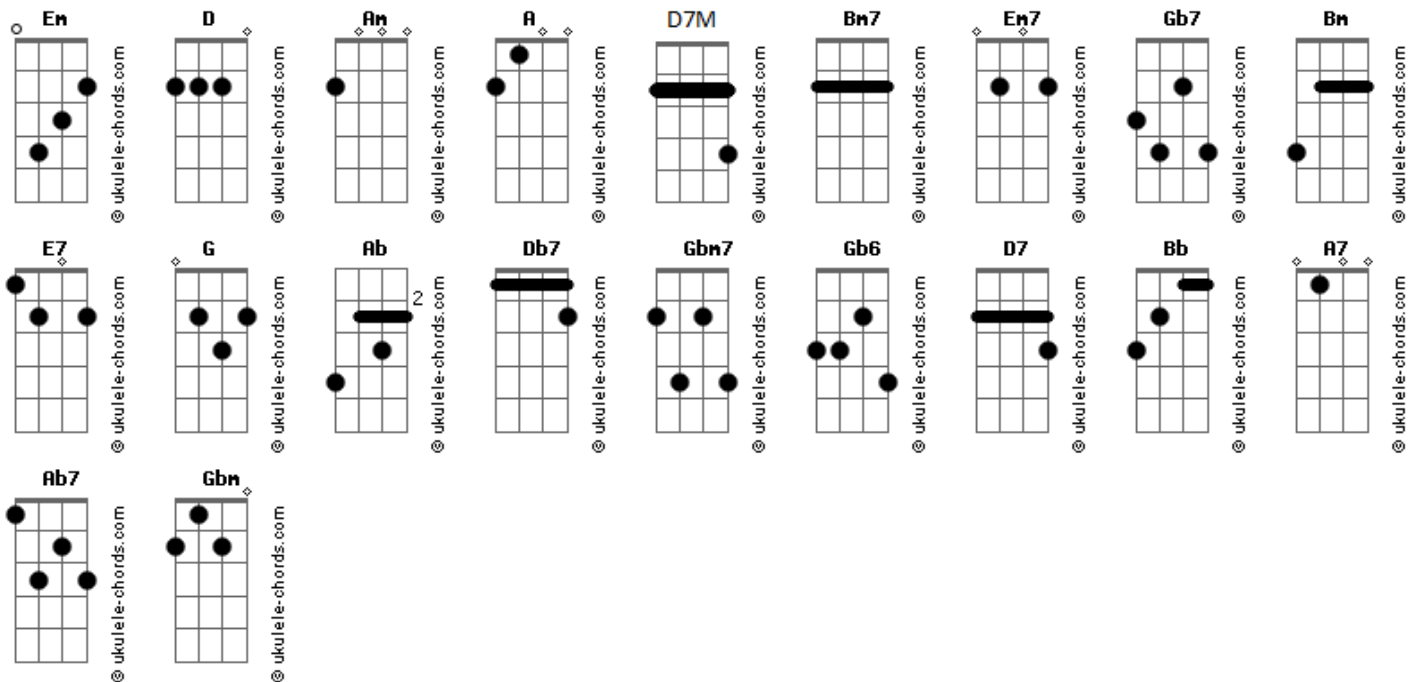 Em D Am A D7M Bm7 Em7 Gb7 Bm
© ukulele-chords.com © ukulele-chords.com © ukulele-chords.com © ukulele-chords.com © ukulele-chords.com © ukulele-chords.com © ukulele-chords.com © ukulele-chords.com © ukulele-chords.com
E7 G Ab Db7 Gbm7 Gb6 D7 Bb A7
2
© ukulele-chords.com © ukulele-chords.com © ukulele-chords.com © ukulele-chords.com © ukulele-chords.com © ukulele-chords.com © ukulele-chords.com © ukulele-chords.com © ukulele-chords.com
Ab7 Gbm
© ukulele-chords.com © ukulele-chords.com